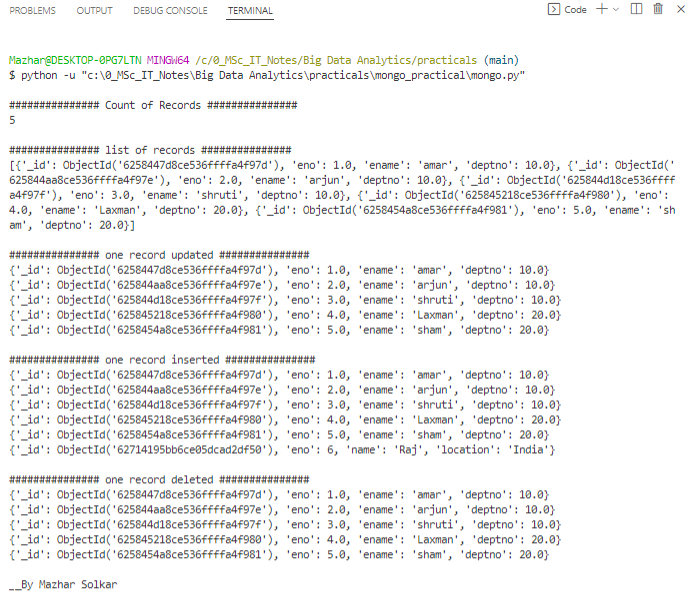 PROBLEMS OUTPUT DEBUG CONSOLE TERMINAL Code
Mazhar@DESKTOP-0PG7LTN MINGW64 /c/0_MSc_IT_Notes/Big Data Analytics/practicals (main)
$ python -u "c:\0_MSc_IT_Notes\Big Data Analytics\practicals\mongo_practical\mongo.py"
############### Count of Records ###############
5
############### list of records ###############
[{'_id': ObjectId('6258447d8ce536ffffa4f97d'), 'eno': 1.0, 'ename': 'amar', 'deptno': 10.0}, {'_id': ObjectId('
625844aa8ce536ffffa4f97e'), 'eno': 2.0, 'ename': 'arjun', 'deptno': 10.0}, {'_id': ObjectId('625844d18ce536ffff
a4f97f'), 'eno': 3.0, 'ename': 'shruti', 'deptno': 10.0}, {'_id': ObjectId('625845218ce536ffffa4f980'), 'eno':
4.0, 'ename': 'Laxman', 'deptno': 20.0}, {'_id': ObjectId('6258454a8ce536ffffa4f981'), 'eno': 5.0, 'ename': 'sh
am', 'deptno': 20.0}]
############### one record updated ###############
{'_id': ObjectId('6258447d8ce536ffffa4f97d'), 'eno': 1.0, 'ename': 'amar', 'deptno': 10.0}
{'_id': ObjectId('625844aa8ce536ffffa4f97e'), 'eno': 2.0, 'ename': 'arjun', 'deptno': 10.0}
{'_id': ObjectId('625844d18ce536ffffa4f97f'), 'eno': 3.0, 'ename': 'shruti', 'deptno': 10.0}
{'_id': ObjectId('625845218ce536ffffa4f980'), 'eno': 4.0, 'ename': 'Laxman', 'deptno': 20.0}
{'_id': ObjectId('6258454a8ce536ffffa4f981'), 'eno': 5.0, 'ename': 'sham', 'deptno': 20.0}
############### one record inserted ###############
{'_id': ObjectId('6258447d8ce536ffffa4f97d'), 'eno': 1.0, 'ename': 'amar', 'deptno': 10.0}
{'_id': ObjectId('625844aa8ce536ffffa4f97e'), 'eno': 2.0, 'ename': 'arjun', 'deptno': 10.0}
{'_id': ObjectId('625844d18ce536ffffa4f97f'), 'eno': 3.0, 'ename': 'shruti', 'deptno': 10.0}
{'_id': ObjectId('625845218ce536ffffa4f980'), 'eno': 4.0, 'ename': 'Laxman', 'deptno': 20.0}
{'_id': ObjectId('6258454a8ce536ffffa4f981'), 'eno': 5.0, 'ename': 'sham', 'deptno': 20.0}
{'_id': ObjectId('62714195bb6ce05dcad2df50'), 'eno': 6, 'name': 'Raj', 'location': 'India'}
############### one record deleted ###############
{'_id': ObjectId('6258447d8ce536ffffa4f97d'), 'eno': 1.0, 'ename': 'amar', 'deptno': 10.0}
{'_id': ObjectId('625844aa8ce536ffffa4f97e'), 'eno': 2.0, 'ename': 'arjun', 'deptno': 10.0}
{'_id': ObjectId('625844d18ce536ffffa4f97f'), 'eno': 3.0, 'ename': 'shruti', 'deptno': 10.0}
{'_id': ObjectId('625845218ce536ffffa4f980'), 'eno': 4.0, 'ename': 'Laxman', 'deptno': 20.0}
{'_id': ObjectId('6258454a8ce536ffffa4f981'), 'eno': 5.0, 'ename': 'sham', 'deptno': 20.0}
__By Mazhar Solkar